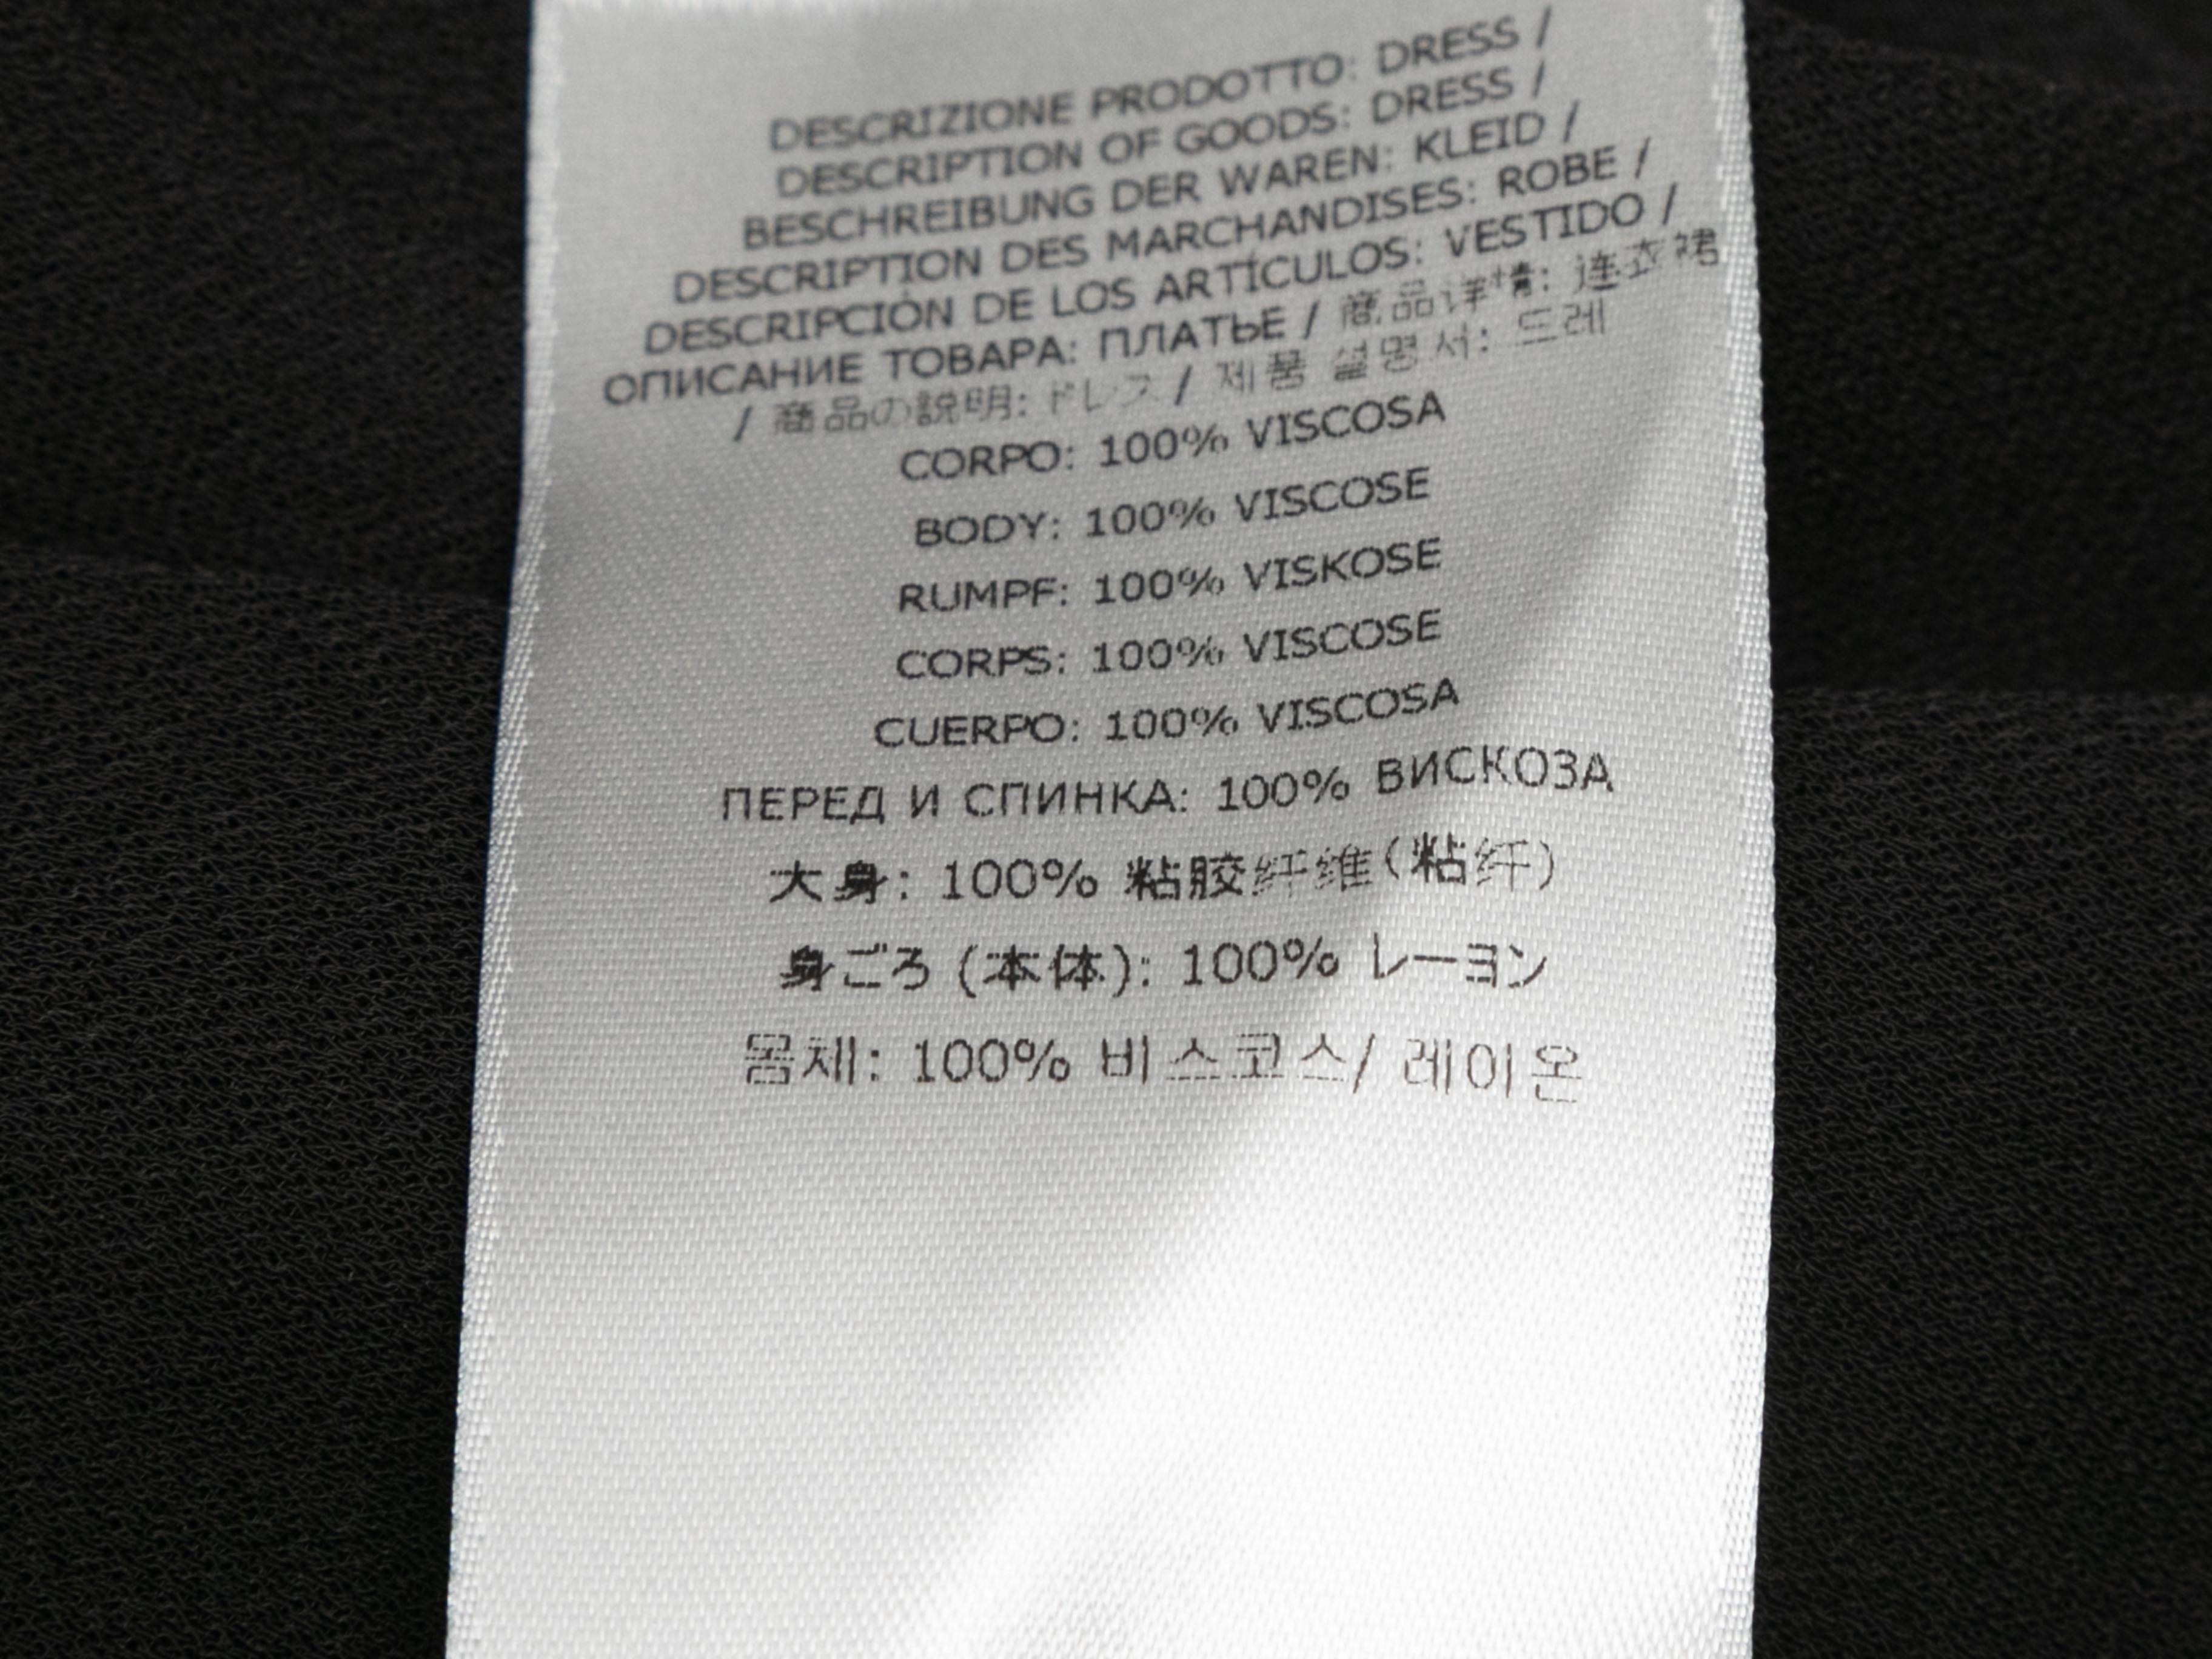 DESCRIZIONE PRODOTTO: DRESS /
DESCRIPTION OF GOODS: DRESS /
BESCHREIBUNG DER WAREN: KLEID /
DESCRIPTION DES MARCHANDISES: ROBE /
DESCRIPCIÓN DE LOS ARTÍCULOS: VESTIDO /
ОПИСАНИЕ ТОВАРА: ПЛАТЬЕ / 商品详情: 连衣裙
/ 商品の説明: ドレス / 제품 설명서: 드레
CORPO: 100% VISCOSA
BODY: 100% VISCOSE
RUMPF: 100% VISKOSE
CORPS: 100% VISCOSE
CUERPO: 100% VISCOSA
ПЕРЕД И СПИНКА: 100% ВИСКОЗА
大身: 100% 粘胶纤维(粘纤)
身ごろ (本体): 100% レーヨン
몸체: 100% 비스코스/ 레이온